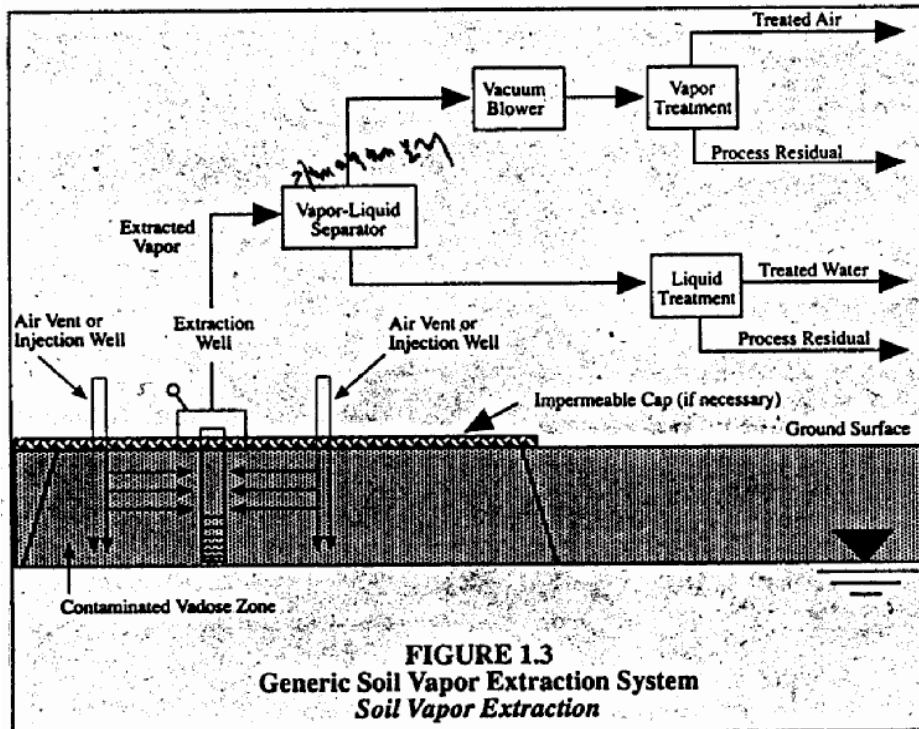 Treated Air
Vacuum
Blower
Vapor
Treatment
Process Residual
Vapor-Liquid
Separator
Extracted
Vapor
Liquid
Treatment
Treated Water
Process Residual
Air Vent or
Injection Well
Extraction
Well
Air Vent or
Injection Well
Impermeable Cap (if necessary)
Ground Surface
Contaminated Vadose Zone
FIGURE 1.3
Generic Soil Vapor Extraction System
Soil Vapor Extraction